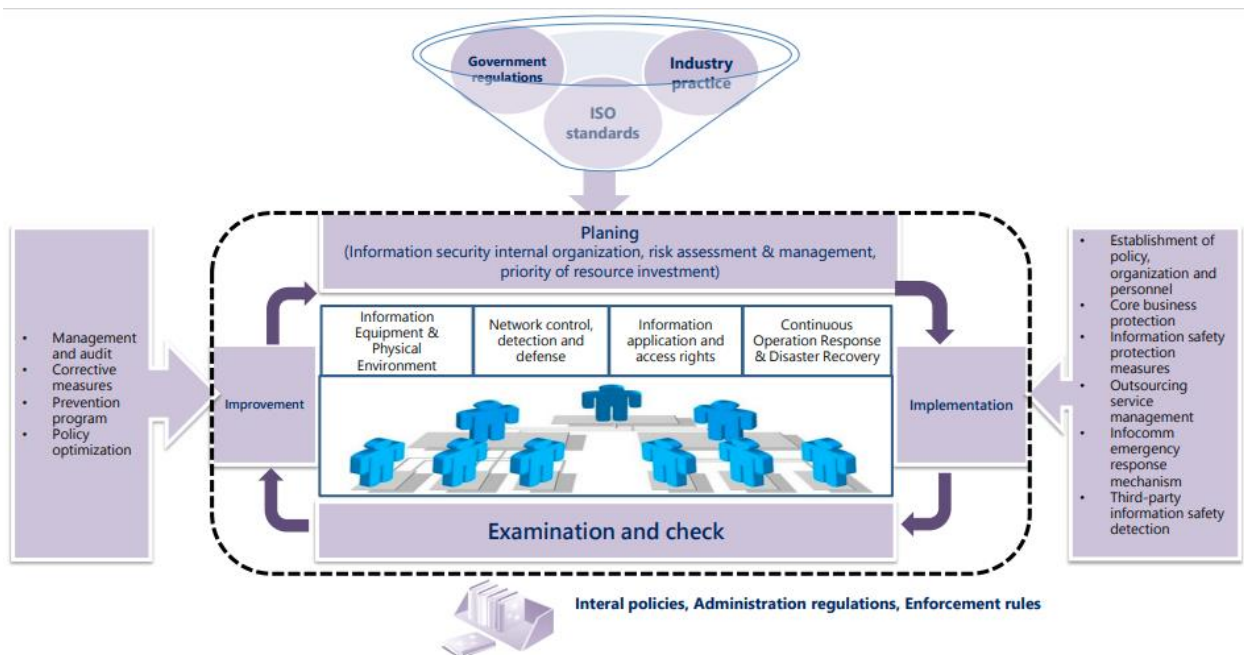 Government
regulations
Industry
practice
ISO
standards
Planing
(Information security internal organization, risk assessment & management,
priority of resource investment)
• Management
and audit
• Corrective
measures
• Prevention
program
• Policy
optimization
Improvement
Information
Equipment &
Physical
Environment
Network control,
detection and
defense
Information
application and
access rights
Continuous
Operation Response
& Disaster Recovery
Implementation
• Establishment of
policy,
organization and
personnel
• Core business
protection
• Information safety
protection
measures
• Outsourcing
service
management
• Infocomm
emergency
response
mechanism
• Third-party
information safety
detection
Examination and check
Interal policies, Administration regulations, Enforcement rules